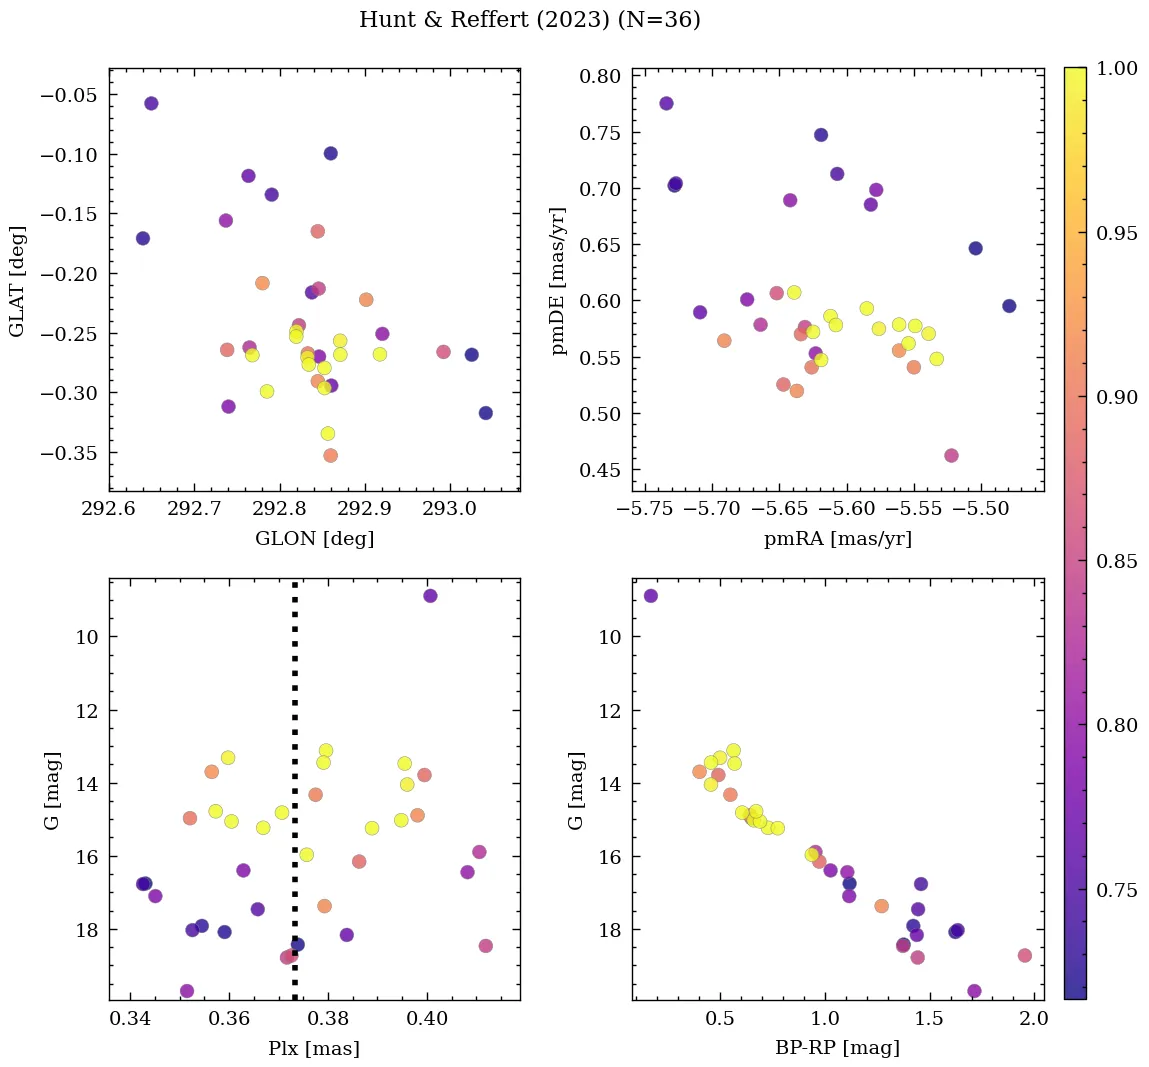 Hunt & Reffert (2023) (N=36)
−0.05
−0.10
−0.15
−0.20
−0.25
−0.30
−0.35
GLAT [deg]
292.6 292.7 292.8 292.9 293.0
GLON [deg]
0.80
0.75
0.70
0.65
0.60
0.55
0.50
0.45
pmDE [mas/yr]
−5.75 −5.70 −5.65 −5.60 −5.55 −5.50
pmRA [mas/yr]
10
12
14
16
18
G [mag]
0.34 0.36 0.38 0.40
Plx [mas]
10
12
14
16
18
G [mag]
0.5 1.0 1.5 2.0
BP-RP [mag]
1.00
0.95
0.90
0.85
0.80
0.75